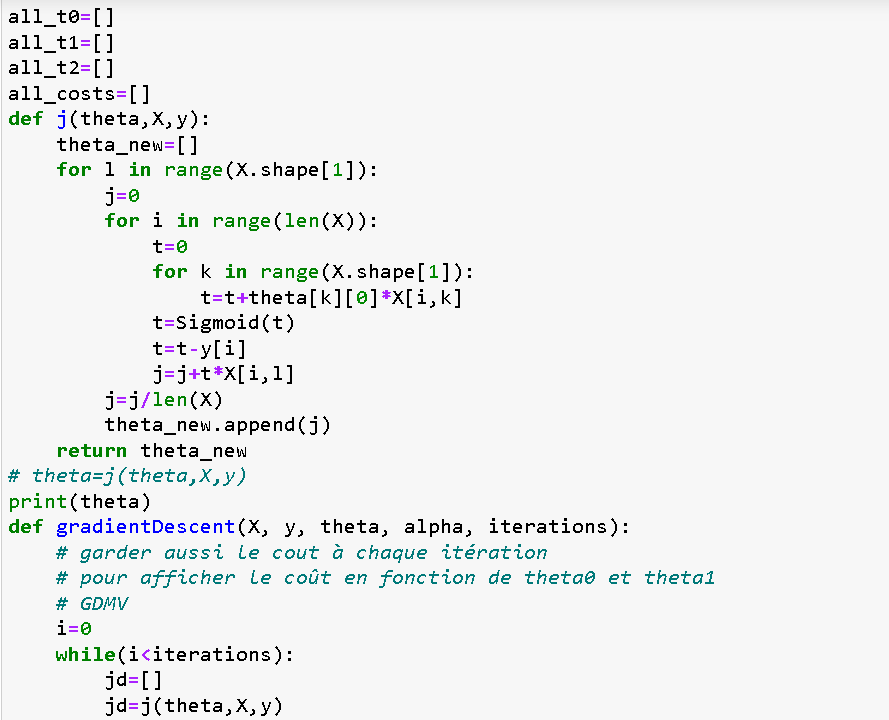 all_t0=[]
all_t1=[]
all_t2=[]
all_costs=[]
def j(theta,X,y):
    theta_new=[]
    for l in range(X.shape[1]):
        j=0
        for i in range(len(X)):
            t=0
            for k in range(X.shape[1]):
                t=t+theta[k][0]*X[i,k]
            t=Sigmoid(t)
            t=t-y[i]
            j=j+t*X[i,l]
        j=j/len(X)
        theta_new.append(j)
    return theta_new
# theta=j(theta,X,y)
print(theta)
def gradientDescent(X, y, theta, alpha, iterations):
    # garder aussi le cout à chaque itération
    # pour afficher le coût en fonction de theta0 et theta1
    # GDMV
    i=0
    while(i<iterations):
        jd=[]
        jd=j(theta,X,y)